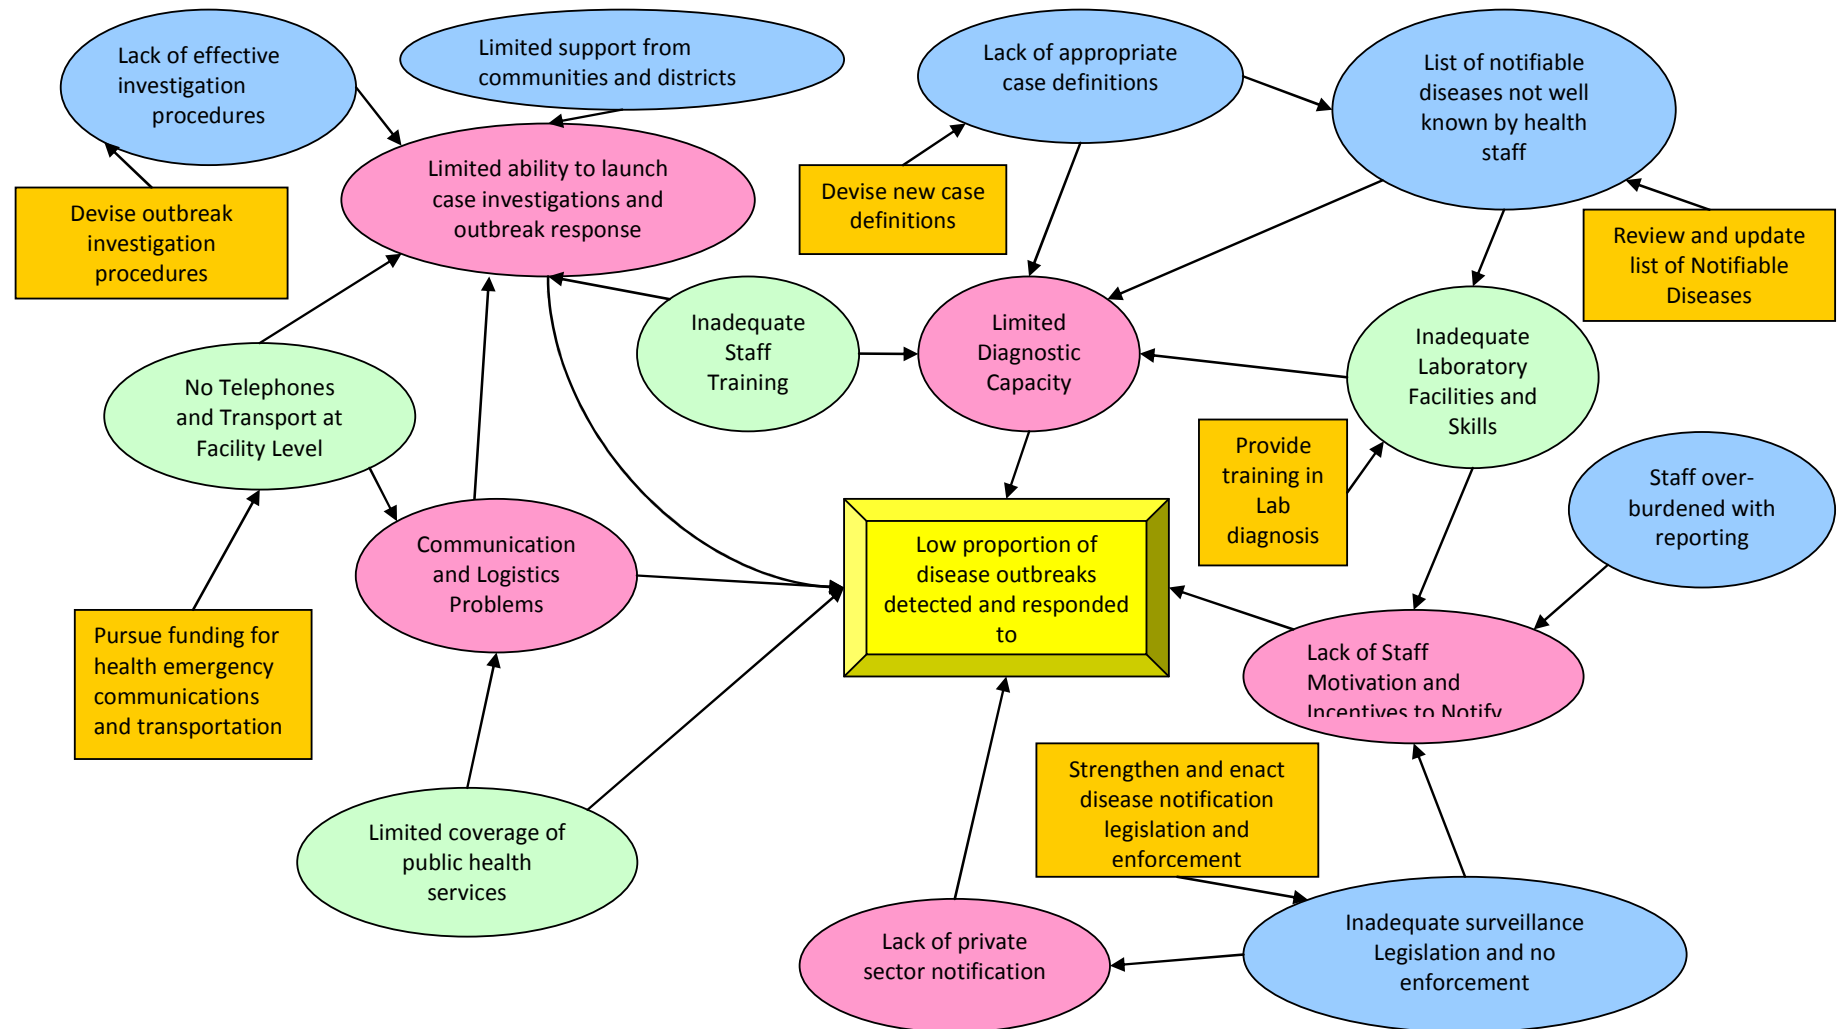 Lack of effective
investigation
procedures
Limited support from
communities and districts
Lack of appropriate
case definitions
List of notifiable
diseases not well
known by health
staff
Limited ability to launch
case investigations and
outbreak response
Devise outbreak
investigation
procedures
Devise new case
definitions
Review and update
list of Notifiable
Diseases
Inadequate
Staff
Training
Limited
Diagnostic
Capacity
Inadequate
Laboratory
Facilities and
Skills
No Telephones
and Transport at
Facility Level
Provide
training in
Lab
diagnosis
Staff over-
burdened with
reporting
Communication
and Logistics
Problems
Low proportion of
disease outbreaks
detected and responded
to
Pursue funding for
health emergency
communications
and transportation
Lack of Staff
Motivation and
Incentives to Notify
Strengthen and enact
disease notification
legislation and
enforcement
Limited coverage of
public health
services
Lack of private
sector notification
Inadequate surveillance
Legislation and no
enforcement